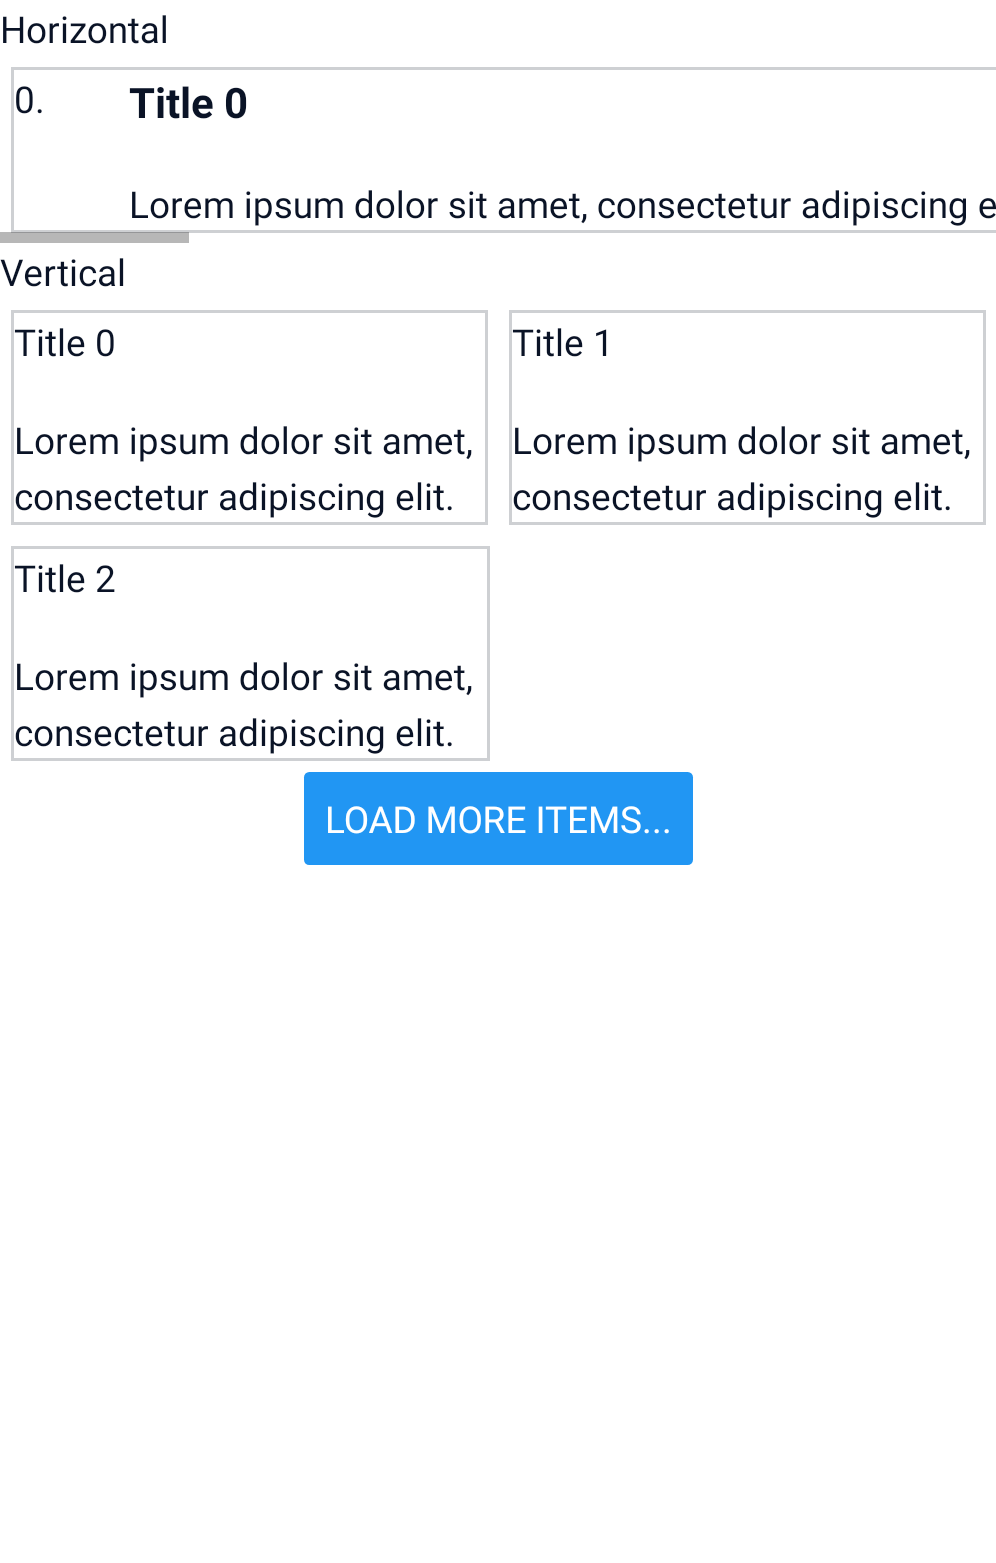 Horizontal
0. Title 0
Lorem ipsum dolor sit amet, consectetur adipiscing e
Vertical
Title 0
Lorem ipsum dolor sit amet,
consectetur adipiscing elit.
Title 1
Lorem ipsum dolor sit amet,
consectetur adipiscing elit.
Title 2
Lorem ipsum dolor sit amet,
consectetur adipiscing elit.
LOAD MORE ITEMS...